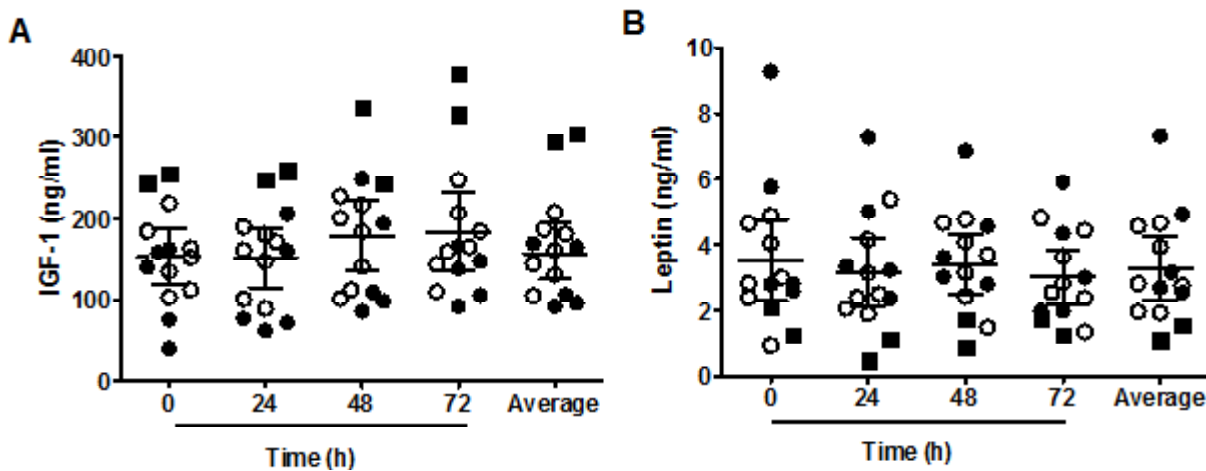 A
IGF-1 (ng/ml)
400
300
200
100
0
0 24 48 72 Average
Time (h)
B
Leptin (ng/ml)
10
8
6
4
2
0
0 24 48 72 Average
Time (h)